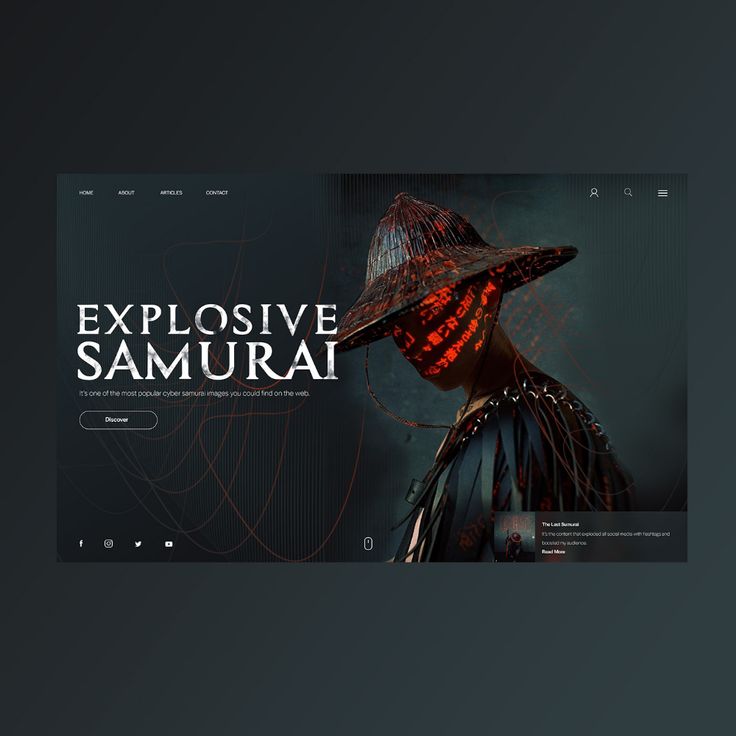 HOME
ABOUT
ARTICLES
CONTACT
EXPLOSIVE
SAMURAI
It's one of the most popular cyber samurai images you could find on the web.
Discover
The Last Samurai
It's the content that exploded all social media with hashtags and
boosted my audience.
Read More